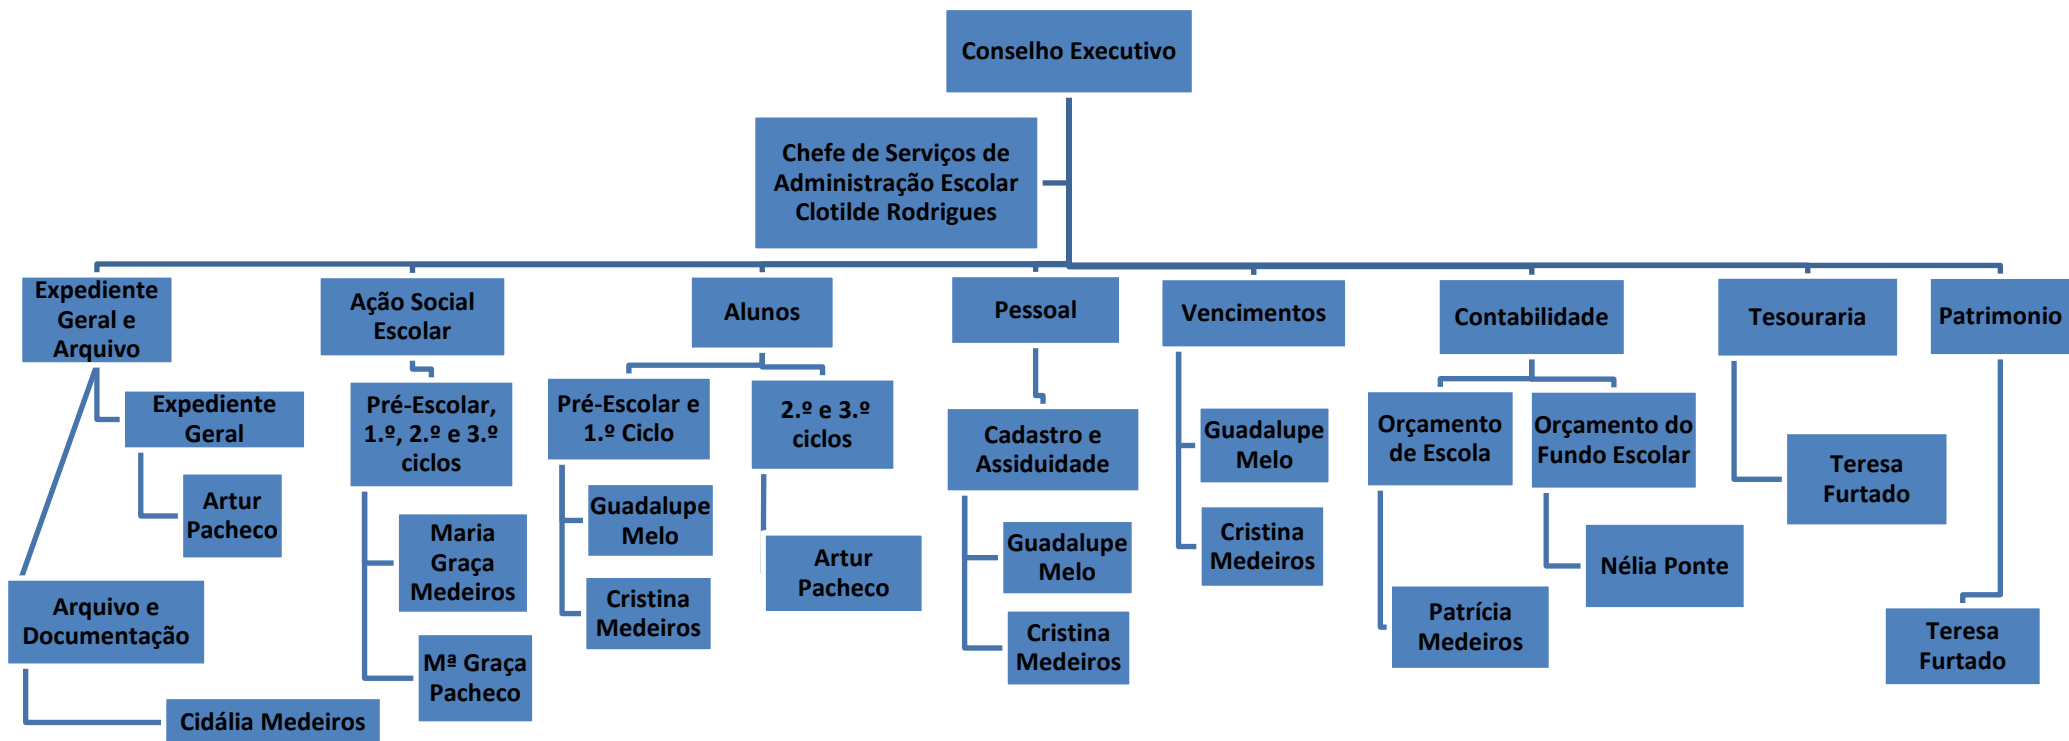 Conselho Executivo
Chefe de Serviços de
Administração Escolar
Clotilde Rodrigues
Expediente
Geral e
Arquivo
Ação Social
Escolar
Alunos
Pessoal
Vencimentos
Contabilidade
Tesouraria
Patrimonio
Expediente
Geral
Artur
Pacheco
Arquivo e
Documentação
Cidália Medeiros
Pré-Escolar,
1.º, 2.º e 3.º
ciclos
Maria
Graça
Medeiros
Mª Graça
Pacheco
Pré-Escolar e
1.º Ciclo
Guadalupe
Melo
Cristina
Medeiros
2.º e 3.º
ciclos
Artur
Pacheco
Cadastro e
Assiduidade
Guadalupe
Melo
Cristina
Medeiros
Guadalupe
Melo
Cristina
Medeiros
Orçamento
de Escola
Patrícia
Medeiros
Orçamento do
Fundo Escolar
Nélia Ponte
Teresa
Furtado
Teresa
Furtado